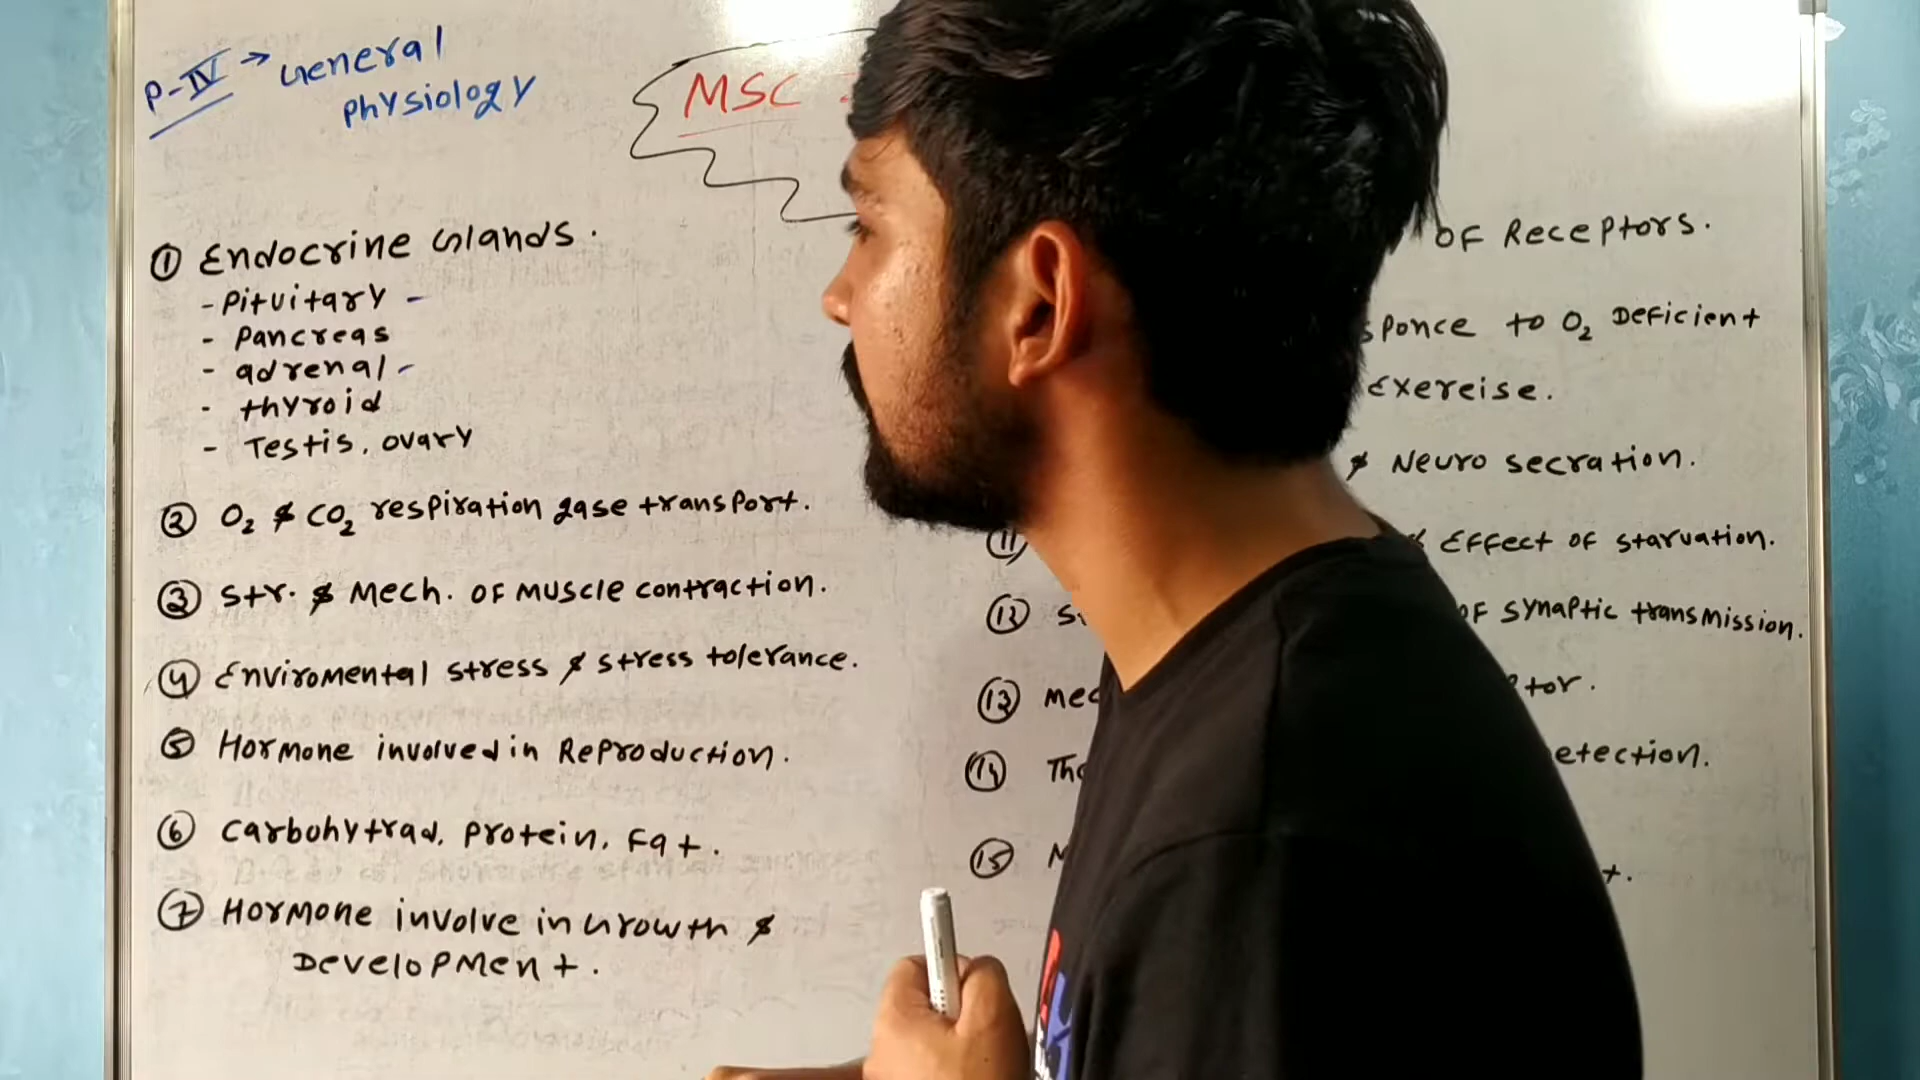 P-IV → General
physiology
MSC
① Endocrine Glands.
- Pituitary -
- Pancreas
- adrenal -
- thyroid
- Testis, ovary
② O₂ & CO₂ respiration gase transport.
③ Str. & Mech. of Muscle contraction.
④ Enviromental stress & stress tolerance.
⑤ Hormone involved in Reproduction.
⑥ Carbohytrad, Protein, Fat.
⑦ Hormone involve in Growth &
Development.
of Receptors.
sponce to O₂ Deficient
Exereise.
& Neuro secration.
⑪ & Effect of starvation.
⑫ of synaptic transmission.
⑬ mec tor.
⑭ etection.
⑮